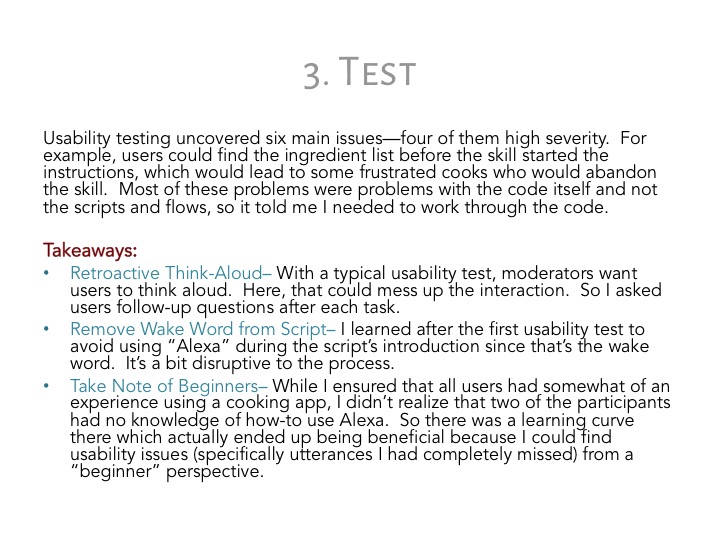 3. Test
Usability testing uncovered six main issues—four of them high severity.  For
example, users could find the ingredient list before the skill started the
instructions, which would lead to some frustrated cooks who would abandon
the skill.  Most of these problems were problems with the code itself and not
the scripts and flows, so it told me I needed to work through the code.
Takeaways:
• Retroactive Think-Aloud– With a typical usability test, moderators want
users to think aloud.  Here, that could mess up the interaction.  So I asked
users follow-up questions after each task.
• Remove Wake Word from Script– I learned after the first usability test to
avoid using “Alexa” during the script’s introduction since that’s the wake
word.  It’s a bit disruptive to the process.
• Take Note of Beginners– While I ensured that all users had somewhat of an
experience using a cooking app, I didn’t realize that two of the participants
had no knowledge of how-to use Alexa.  So there was a learning curve
there which actually ended up being beneficial because I could find
usability issues (specifically utterances I had completely missed) from a
“beginner” perspective.